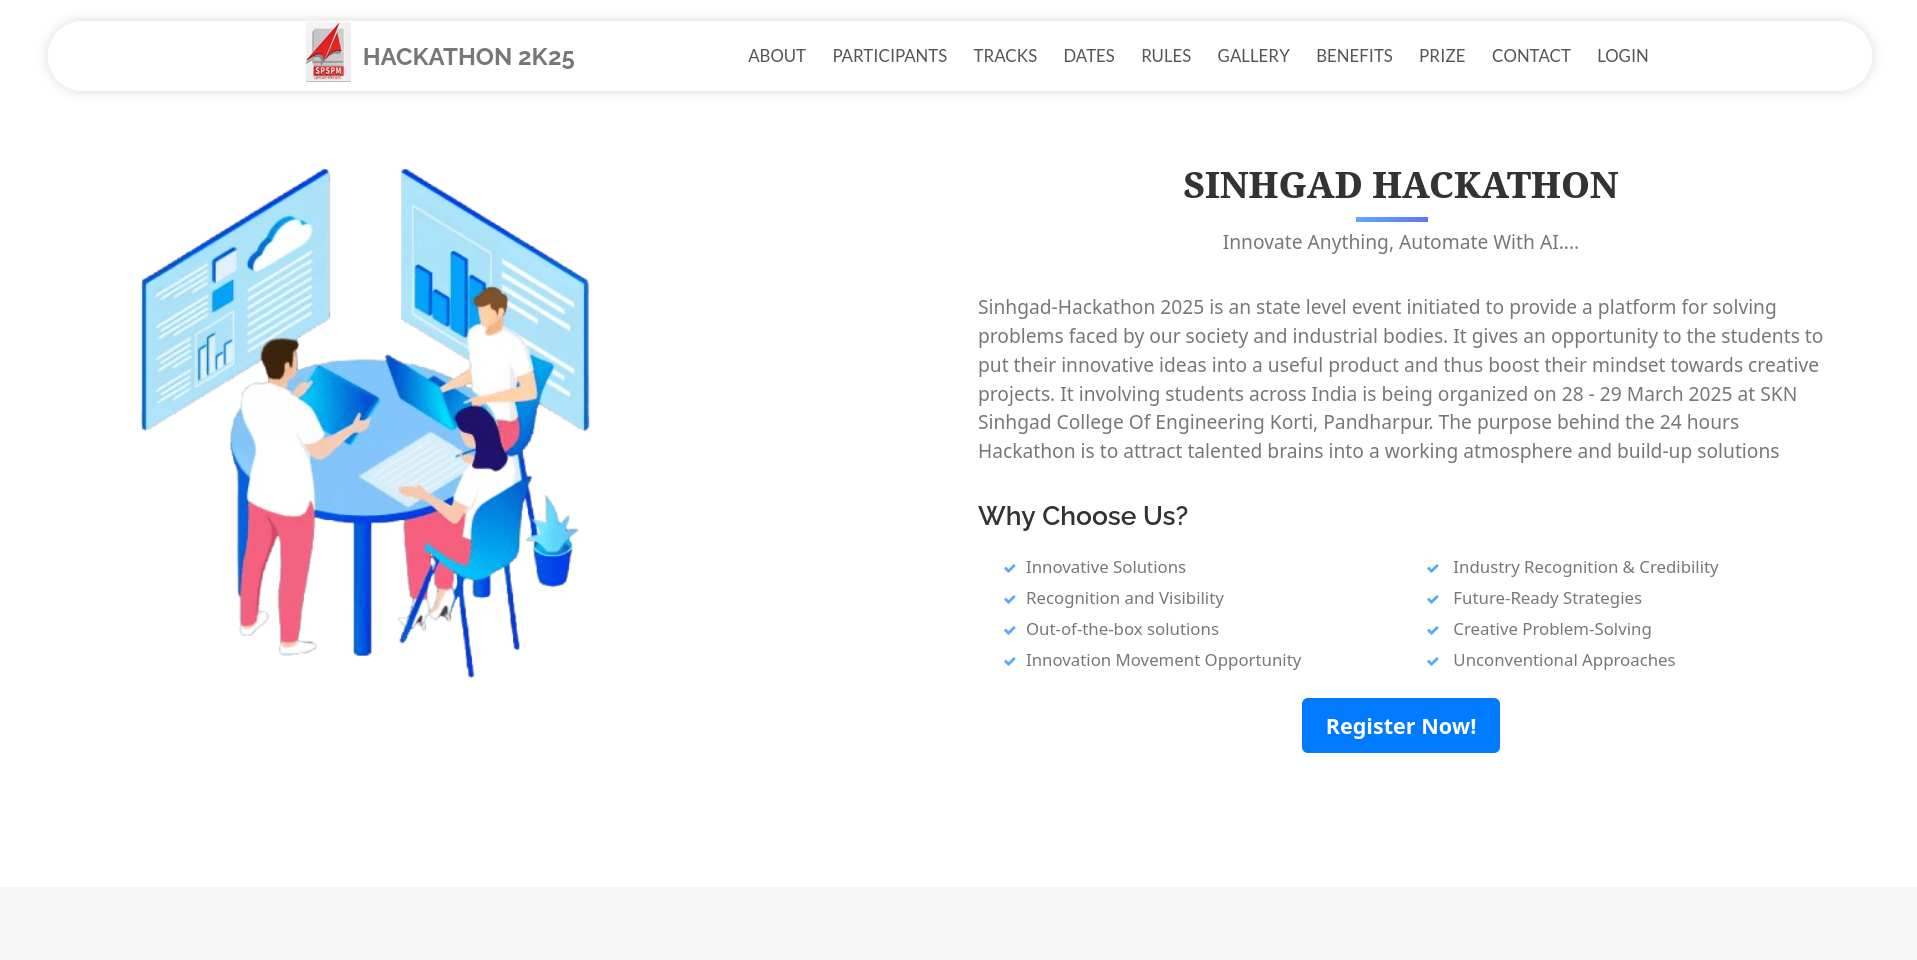 SPSPM
HACKATHON 2K25
ABOUT
PARTICIPANTS
TRACKS
DATES
RULES
GALLERY
BENEFITS
PRIZE
CONTACT
LOGIN
SINHGAD HACKATHON
Innovate Anything, Automate With AI....
Sinhgad-Hackathon 2025 is an state level event initiated to provide a platform for solving
problems faced by our society and industrial bodies. It gives an opportunity to the students to
put their innovative ideas into a useful product and thus boost their mindset towards creative
projects. It involving students across India is being organized on 28 - 29 March 2025 at SKN
Sinhgad College Of Engineering Korti, Pandharpur. The purpose behind the 24 hours
Hackathon is to attract talented brains into a working atmosphere and build-up solutions
Why Choose Us?
Innovative Solutions
Recognition and Visibility
Out-of-the-box solutions
Innovation Movement Opportunity
Industry Recognition & Credibility
Future-Ready Strategies
Creative Problem-Solving
Unconventional Approaches
Register Now!